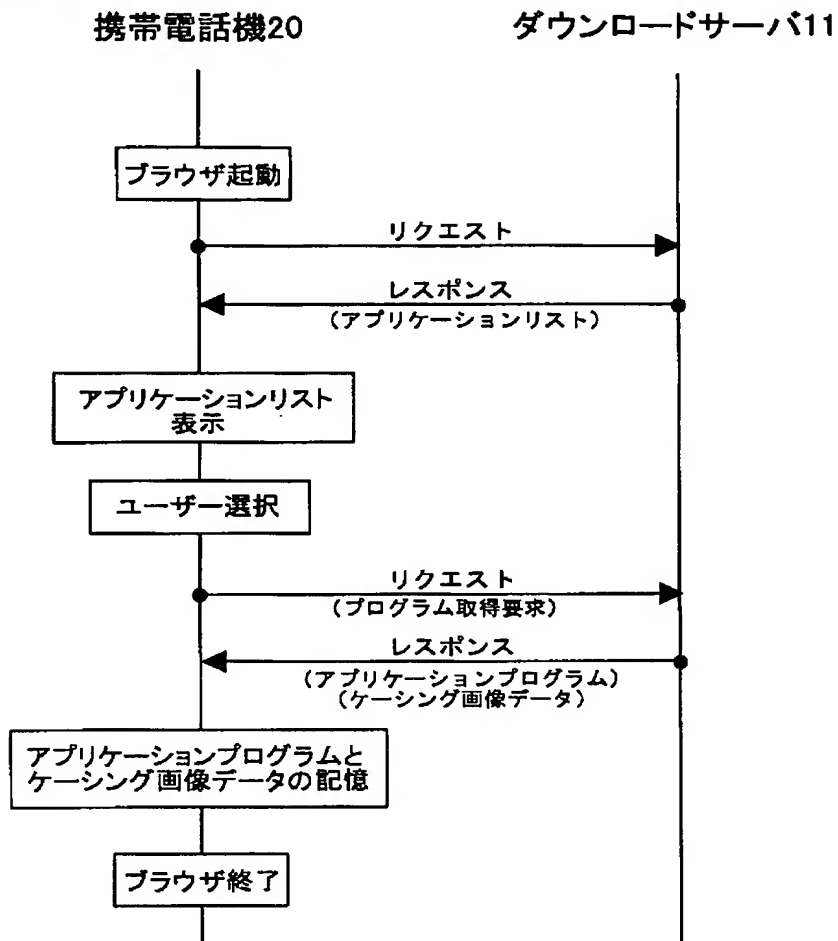 携帯電話機20
ダウンロードサーバ11
ブラウザ起動
リクエスト
レスポンス
(アプリケーションリスト)
アプリケーションリスト
表示
ユーザー選択
リクエスト
(プログラム取得要求)
レスポンス
(アプリケーションプログラム)
(ケーシング画像データ)
アプリケーションプログラムと
ケーシング画像データの記憶
ブラウザ終了